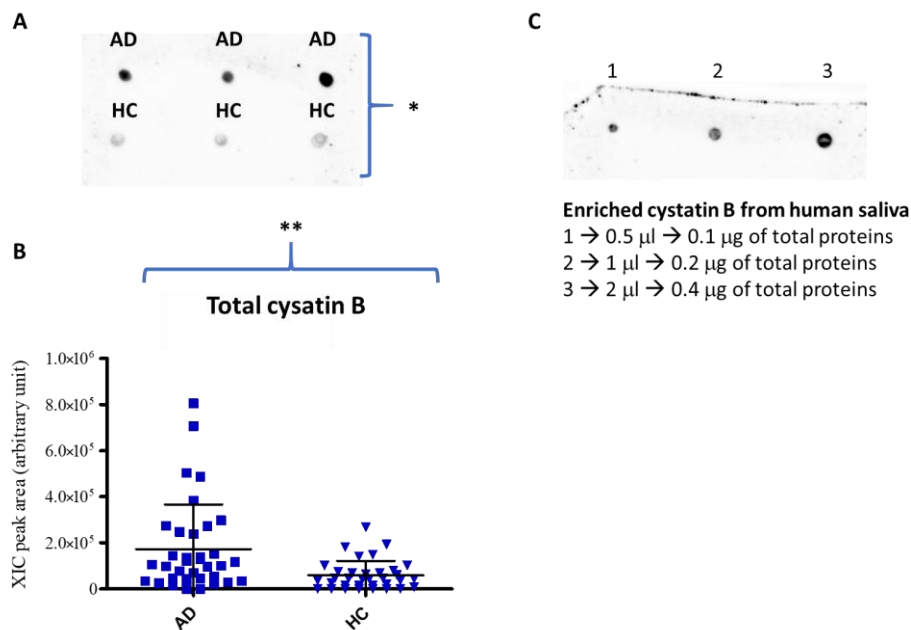 A
AD AD AD
HC HC HC
*
B
**
Total cysatin B
XIC peak area (arbitrary unit)
1.0×10⁶
8.0×10⁵
6.0×10⁵
4.0×10⁵
2.0×10⁵
0
AD
HC
C
1 2 3
Enriched cystatin B from human saliva
1 → 0.5 μl → 0.1 μg of total proteins
2 → 1 μl → 0.2 μg of total proteins
3 → 2 μl → 0.4 μg of total proteins